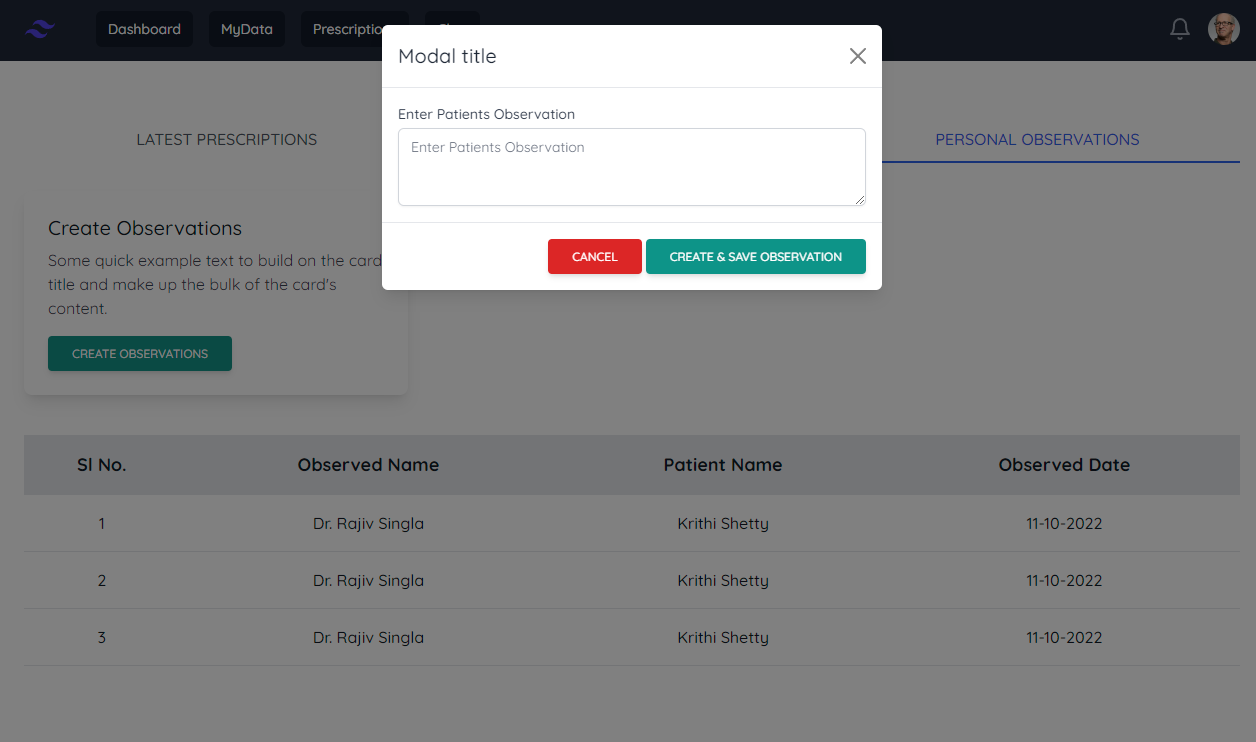 Dashboard
MyData
Modal title
Enter Patients Observation
Enter Patients Observation
CANCEL
CREATE & SAVE OBSERVATION
LATEST PRESCRIPTIONS
PERSONAL OBSERVATIONS
Create Observations
Some quick example text to build on the card
title and make up the bulk of the card's
content.
CREATE OBSERVATIONS
Sl No. Observed Name Patient Name Observed Date
1 Dr. Rajiv Singla Krithi Shetty 11-10-2022
2 Dr. Rajiv Singla Krithi Shetty 11-10-2022
3 Dr. Rajiv Singla Krithi Shetty 11-10-2022